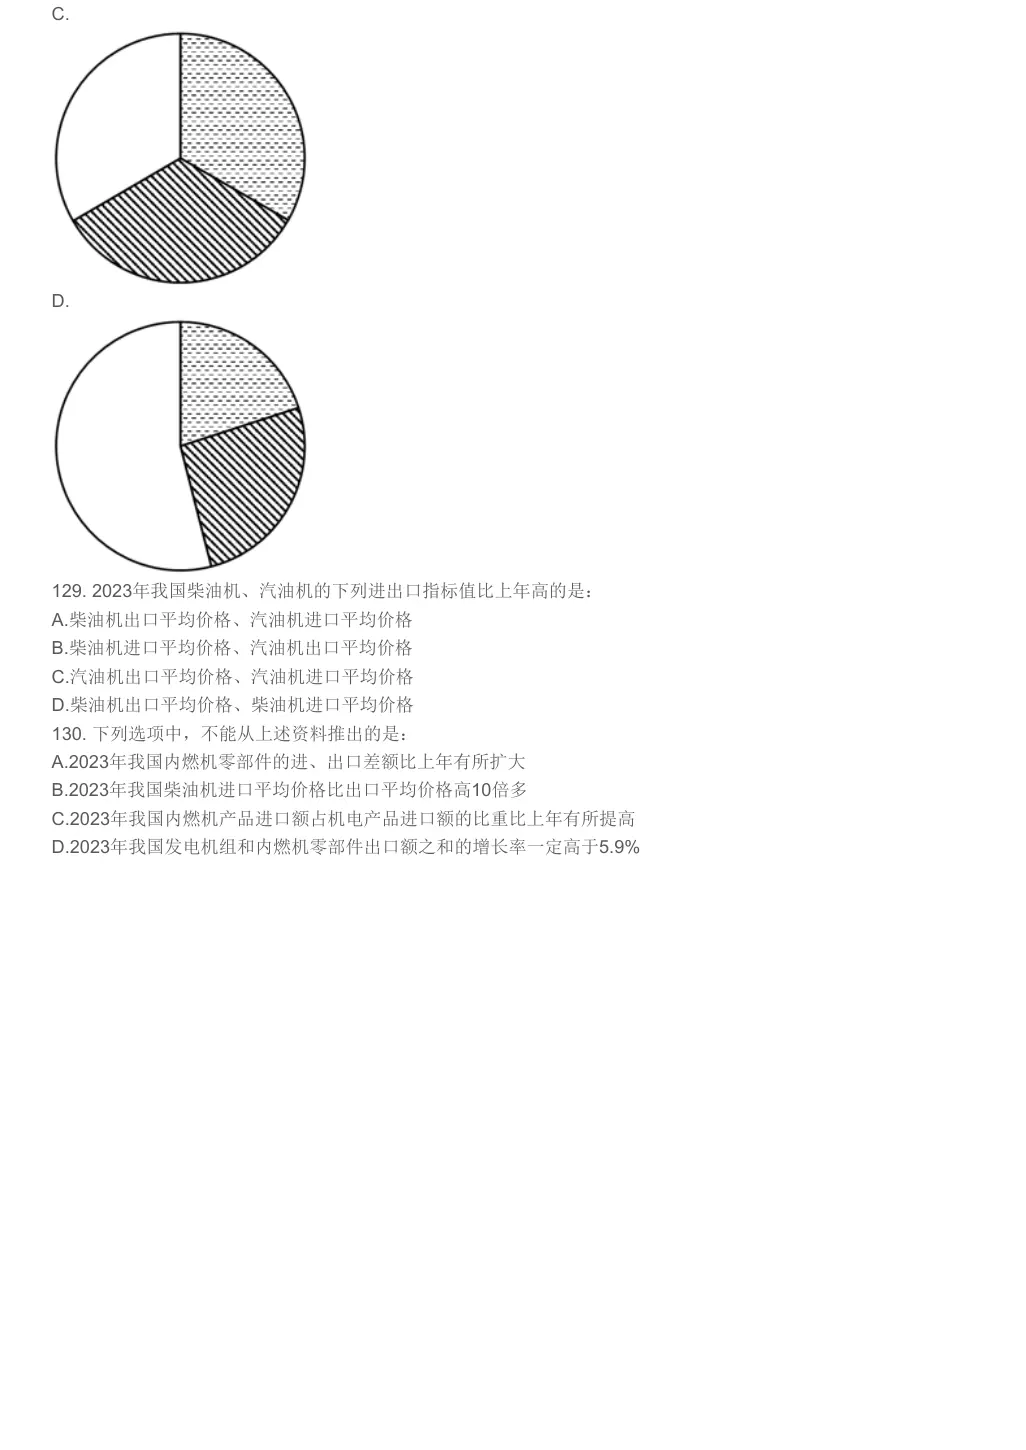 C.
D.
129. 2023年我国柴油机、汽油机的下列进出口指标值比上年高的是：
A.柴油机出口平均价格、汽油机进口平均价格
B.柴油机进口平均价格、汽油机出口平均价格
C.汽油机出口平均价格、汽油机进口平均价格
D.柴油机出口平均价格、柴油机进口平均价格
130. 下列选项中，不能从上述资料推出的是：
A.2023年我国内燃机零部件的进、出口差额比上年有所扩大
B.2023年我国柴油机进口平均价格比出口平均价格高10倍多
C.2023年我国内燃机产品进口额占机电产品进口额的比重比上年有所提高
D.2023年我国发电机组和内燃机零部件出口额之和的增长率一定高于5.9%